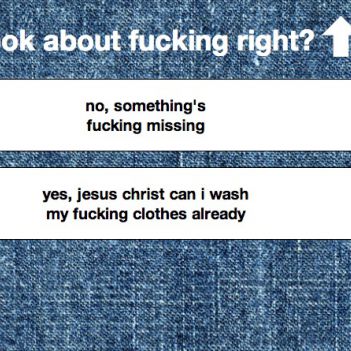 ok about fucking right?
no, something's
fucking missing
yes, jesus christ can i wash
my fucking clothes already